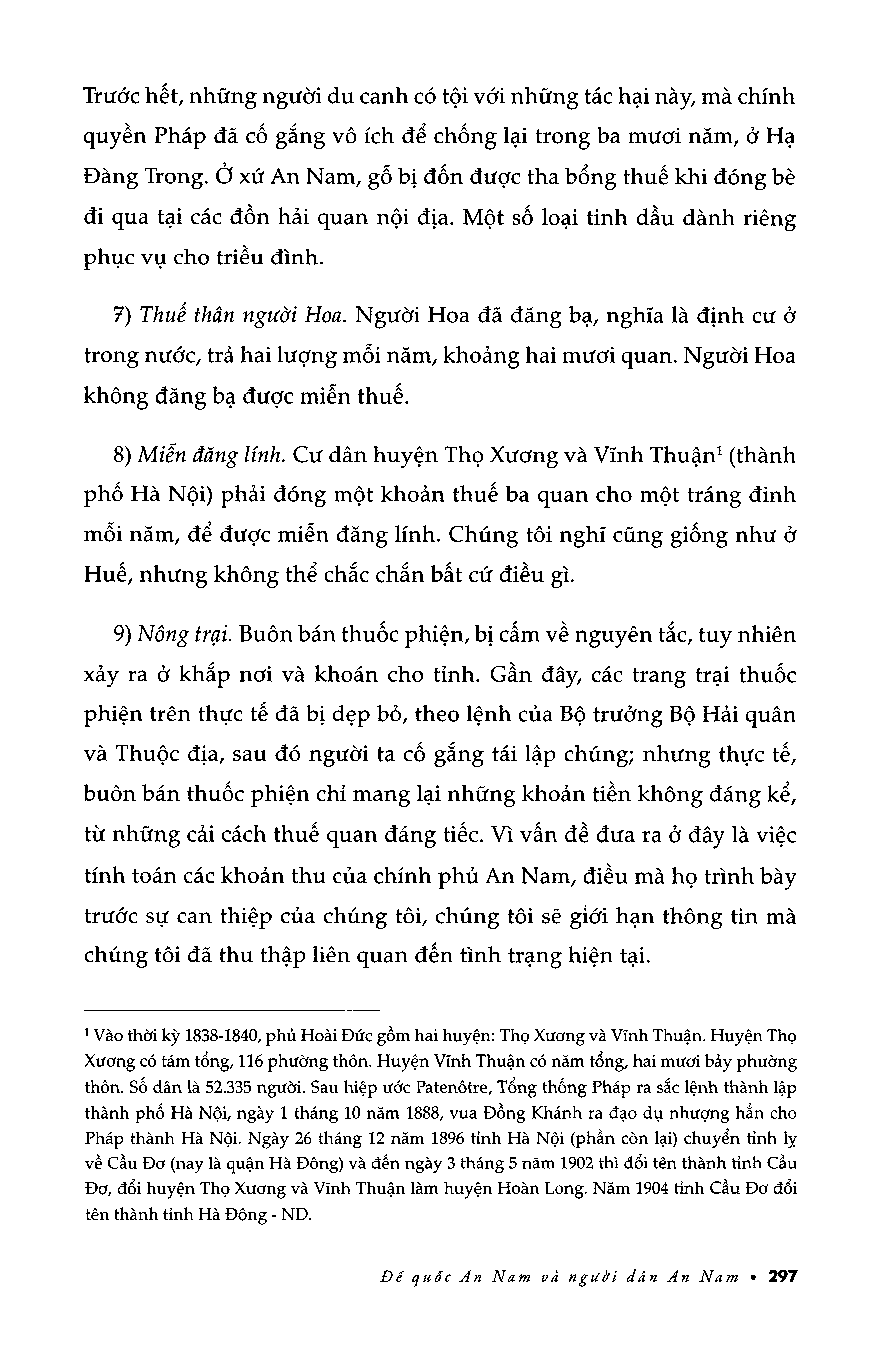 Trước hết, những người du canh có tội với những tác hại này, mà chính
quyền Pháp đã cố gắng vô ích để chống lại trong ba mươi năm, ở Hạ
Đàng Trong. Ở xứ An Nam, gỗ bị đốn được tha bổng thuế khi đóng bè
đi qua tại các đồn hải quan nội địa. Một số loại tinh dầu dành riêng
phục vụ cho triều đình.
7) Thuế thân người Hoa. Người Hoa đã đăng bạ, nghĩa là định cư ở
trong nước, trả hai lượng mỗi năm, khoảng hai mươi quan. Người Hoa
không đăng bạ được miễn thuế.
8) Miễn đăng lính. Cư dân huyện Thọ Xương và Vĩnh Thuận¹ (thành
phố Hà Nội) phải đóng một khoản thuế ba quan cho một tráng đinh
mỗi năm, để được miễn đăng lính. Chúng tôi nghĩ cũng giống như ở
Huế, nhưng không thể chắc chắn bất cứ điều gì.
9) Nông trại. Buôn bán thuốc phiện, bị cấm về nguyên tắc, tuy nhiên
xảy ra ở khắp nơi và khoán cho tỉnh. Gần đây, các trang trại thuốc
phiện trên thực tế đã bị dẹp bỏ, theo lệnh của Bộ trưởng Bộ Hải quân
và Thuộc địa, sau đó người ta cố gắng tái lập chúng; nhưng thực tế,
buôn bán thuốc phiện chỉ mang lại những khoản tiền không đáng kể,
từ những cải cách thuế quan đáng tiếc. Vì vấn đề đưa ra ở đây là việc
tính toán các khoản thu của chính phủ An Nam, điều mà họ trình bày
trước sự can thiệp của chúng tôi, chúng tôi sẽ giới hạn thông tin mà
chúng tôi đã thu thập liên quan đến tình trạng hiện tại.
¹ Vào thời kỳ 1838-1840, phủ Hoài Đức gồm hai huyện: Thọ Xương và Vĩnh Thuận. Huyện Thọ
Xương có tám tổng, 116 phường thôn. Huyện Vĩnh Thuận có năm tổng, hai mươi bảy phường
thôn. Số dân là 52.335 người. Sau hiệp ước Patenôtre, Tổng thống Pháp ra sắc lệnh thành lập
thành phố Hà Nội, ngày 1 tháng 10 năm 1888, vua Đồng Khánh ra đạo dụ nhượng hẳn cho
Pháp thành Hà Nội. Ngày 26 tháng 12 năm 1896 tỉnh Hà Nội (phần còn lại) chuyển tỉnh lỵ
về Cầu Đơ (nay là quận Hà Đông) và đến ngày 3 tháng 5 năm 1902 thì đổi tên thành tỉnh Cầu
Đơ, đổi huyện Thọ Xương và Vĩnh Thuận làm huyện Hoàn Long. Năm 1904 tỉnh Cầu Đơ đổi
tên thành tỉnh Hà Đông - ND.
Đế quốc An Nam và người dân An Nam • 297